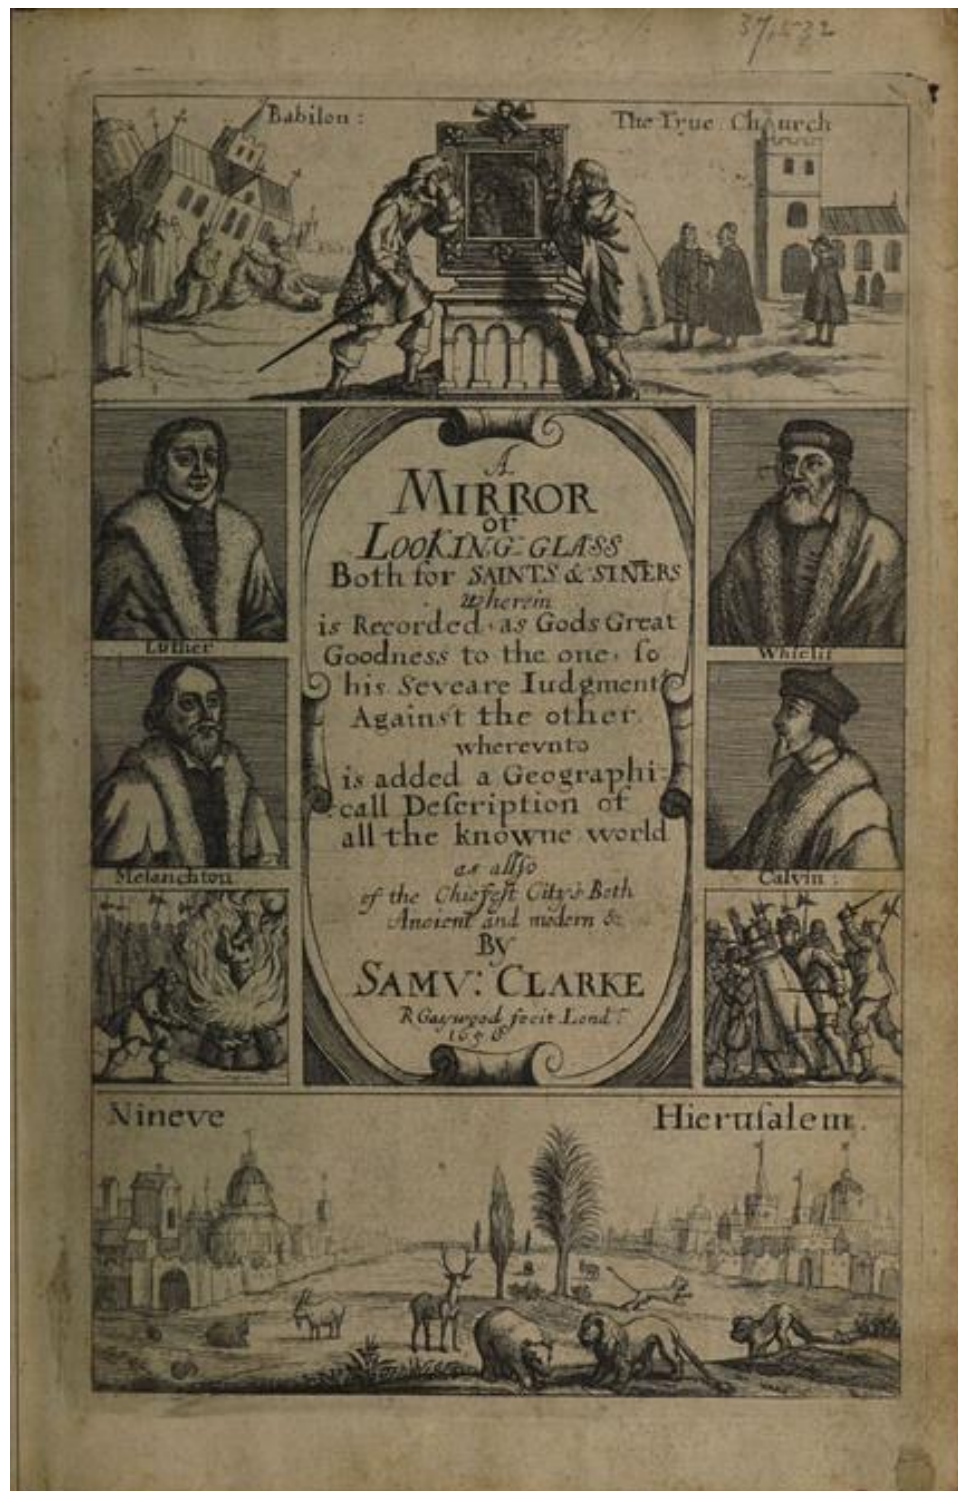 37,532
Babilon:
The True Church
A
MIRROR
or
LOOKING-GLASS
Both for SAINTS & SINERS
Wherein
is Recorded, as Gods Great
Goodness to the one, ſo
his Seveare Iudgment
Against the other.
wherevnto
is added a Geographi:
call Deſcription of
all the knowne world
as allſo
of the Chiefeſt City's Both
Ancient and modern &c
By
SAMV: CLARKE
R Gaywood fecit Lond:
Luther
Melanchton
Calvin:
Nineve
Hieruſalem.